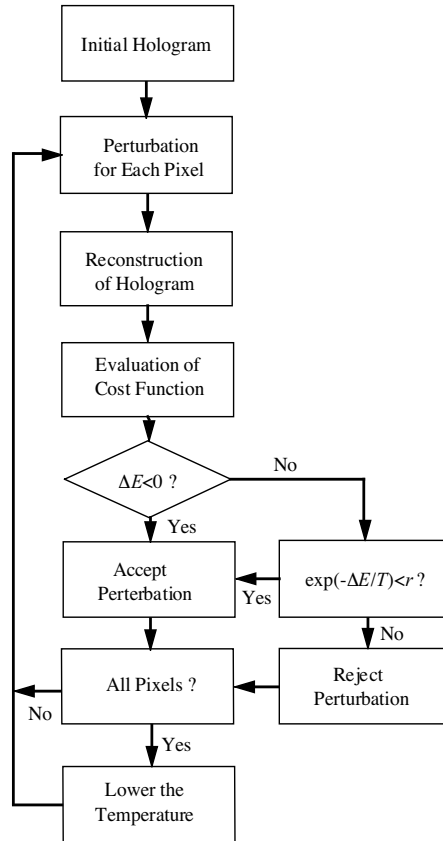 Initial Hologram
Perturbation
for Each Pixel
Reconstruction
of Hologram
Evaluation of
Cost Function
ΔE<0 ?
No
Yes
Accept
Perterbation
Yes
exp(-ΔE/T)<r ?
No
All Pixels ?
Reject
Perturbation
No
Yes
Lower the
Temperature